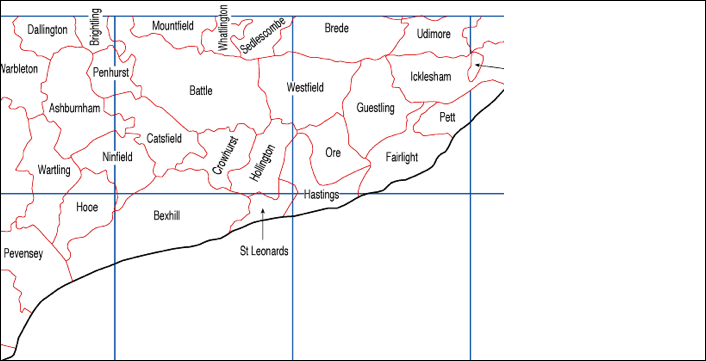 Dallington
Brightling
Mountfield
Whatlington
Sedlescombe
Brede
Udimore
Warbleton
Penhurst
Battle
Westfield
Icklesham
Ashburnham
Guestling
Pett
Catsfield
Crowhurst
Hollington
Ore
Fairlight
Wartling
Ninfield
Hooe
Bexhill
Hastings
St Leonards
Pevensey